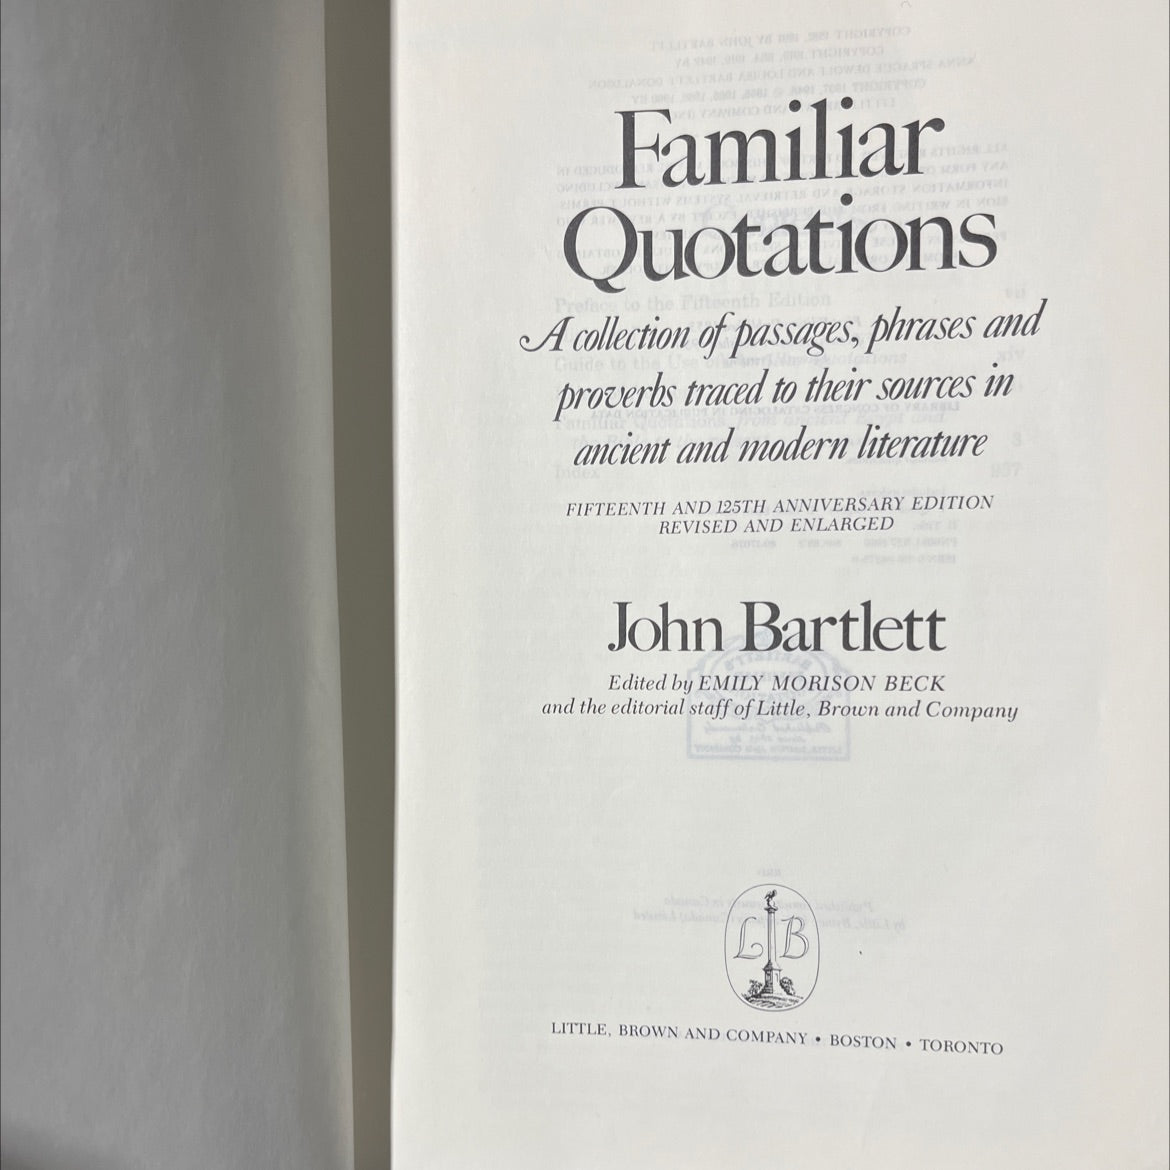 Familiar
Quotations
A collection of passages, phrases and
proverbs traced to their sources in
ancient and modern literature
FIFTEENTH AND 125TH ANNIVERSARY EDITION
REVISED AND ENLARGED
John Bartlett
Edited by EMILY MORISON BECK
and the editorial staff of Little, Brown and Company
L B
LITTLE, BROWN AND COMPANY • BOSTON • TORONTO